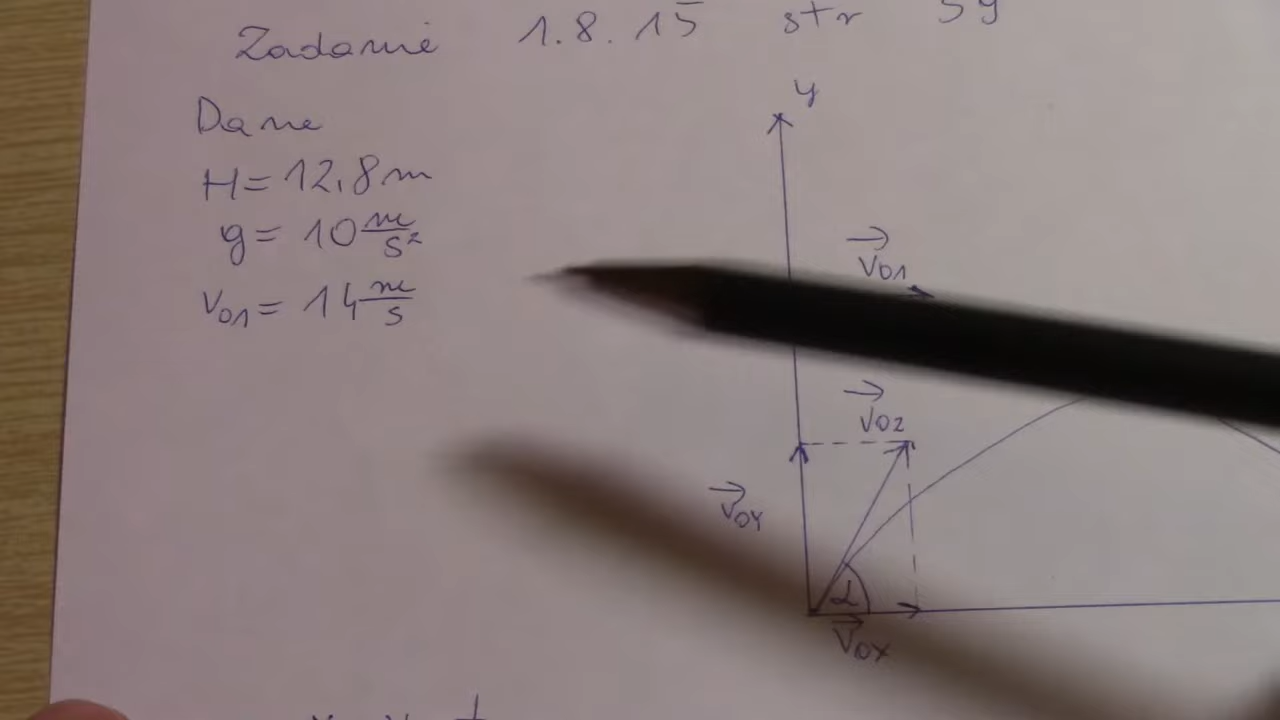 Zadanie 1.8.15 str 59
Dane
H = 12,8 m
g = 10 m/s²
V01 = 14 m/s
y
V01
V02
V0Y
α
V0X